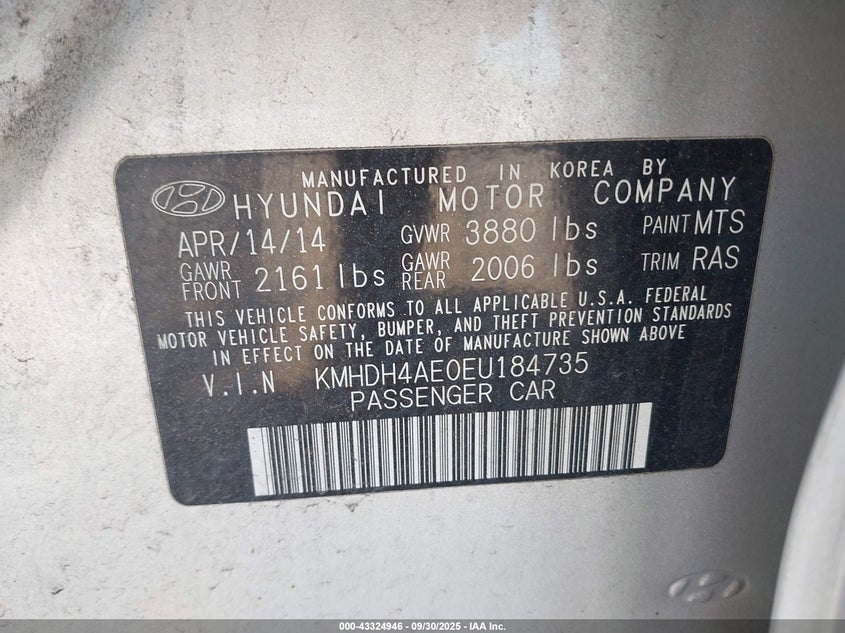 MANUFACTURED IN KOREA BY
HYUNDAI MOTOR COMPANY
APR/14/14 GVWR 3880 lbs PAINT MTS
GAWR FRONT 2161 lbs GAWR REAR 2006 lbs TRIM RAS
THIS VEHICLE CONFORMS TO ALL APPLICABLE U.S.A. FEDERAL
MOTOR VEHICLE SAFETY, BUMPER, AND THEFT PREVENTION STANDARDS
IN EFFECT ON THE DATE OF MANUFACTURE SHOWN ABOVE
V.I.N KMHDH4AE0EU184735
PASSENGER CAR
000-43324946 - 09/30/2025 - IAA Inc.